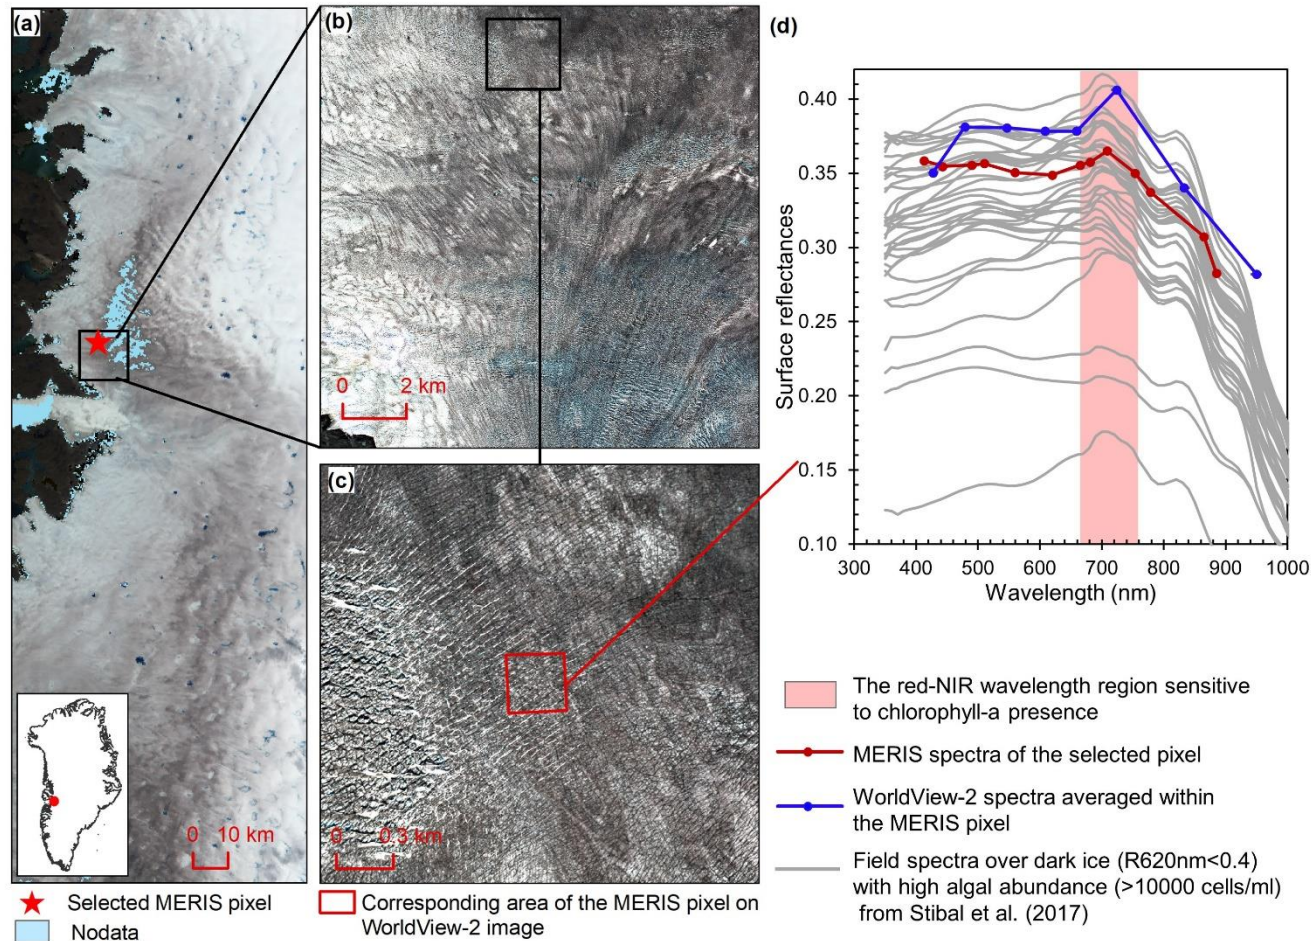 (a)
(b)
(d)
0
2 km
(c)
0
0.3 km
0
10 km
Surface reflectances
0.40
0.35
0.30
0.25
0.20
0.15
0.10
300 400 500 600 700 800 900 1000
Wavelength (nm)
The red-NIR wavelength region sensitive
to chlorophyll-a presence
MERIS spectra of the selected pixel
WorldView-2 spectra averaged within
the MERIS pixel
Field spectra over dark ice (R620nm<0.4)
with high algal abundance (>10000 cells/ml)
from Stibal et al. (2017)
Selected MERIS pixel
Nodata
Corresponding area of the MERIS pixel on
WorldView-2 image